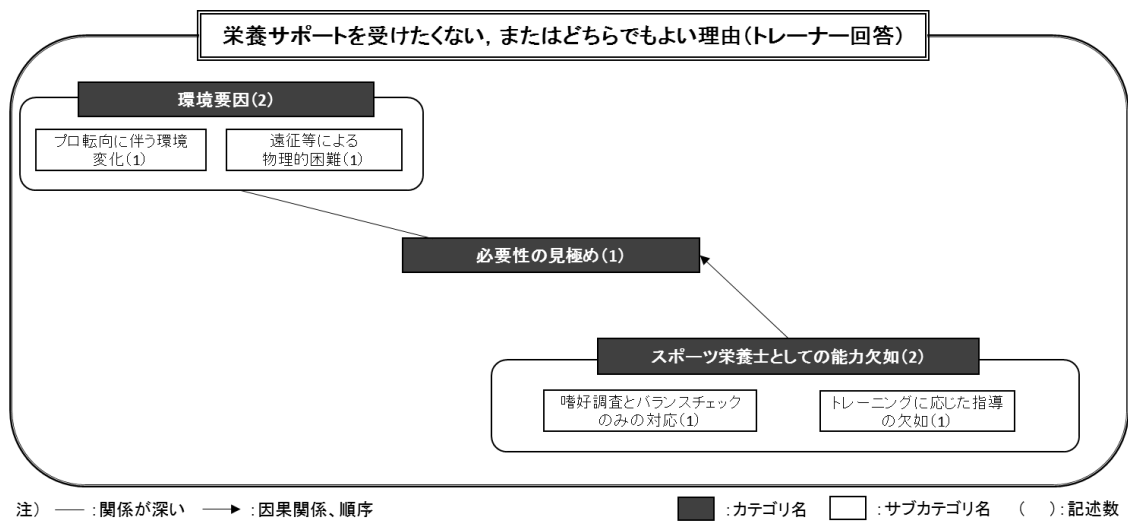 栄養サポートを受けたくない，またはどちらでもよい理由(トレーナー回答)
環境要因(2)
プロ転向に伴う環境
変化(1)
遠征等による
物理的困難(1)
必要性の見極め(1)
スポーツ栄養士としての能力欠如(2)
嗜好調査とバランスチェック
のみの対応(1)
トレーニングに応じた指導
の欠如(1)
注) ── :関係が深い ─→ :因果関係、順序 :カテゴリ名 :サブカテゴリ名 ( ):記述数